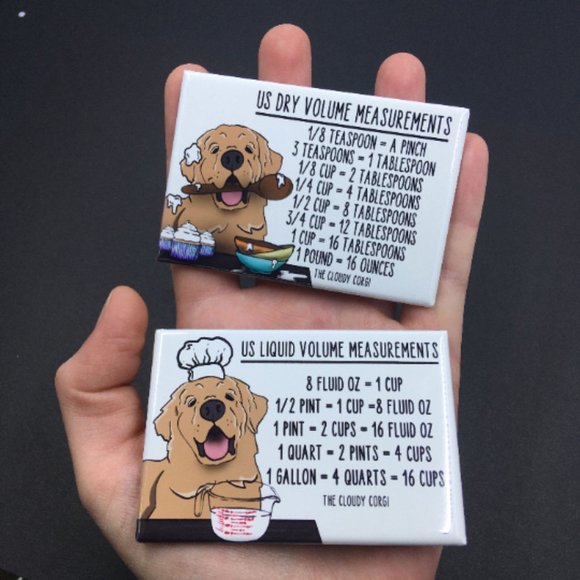 US DRY VOLUME MEASUREMENTS
1/8 TEASPOON = A PINCH
3 TEASPOONS = 1 TABLESPOON
1/8 CUP = 2 TABLESPOONS
1/4 CUP = 4 TABLESPOONS
1/2 CUP = 8 TABLESPOONS
3/4 CUP = 12 TABLESPOONS
1 CUP = 16 TABLESPOONS
1 POUND = 16 OUNCES
THE CLOUDY CORGI
US LIQUID VOLUME MEASUREMENTS
8 FLUID OZ = 1 CUP
1/2 PINT = 1 CUP =8 FLUID OZ
1 PINT = 2 CUPS = 16 FLUID OZ
1 QUART = 2 PINTS = 4 CUPS
1 GALLON = 4 QUARTS = 16 CUPS
THE CLOUDY CORGI